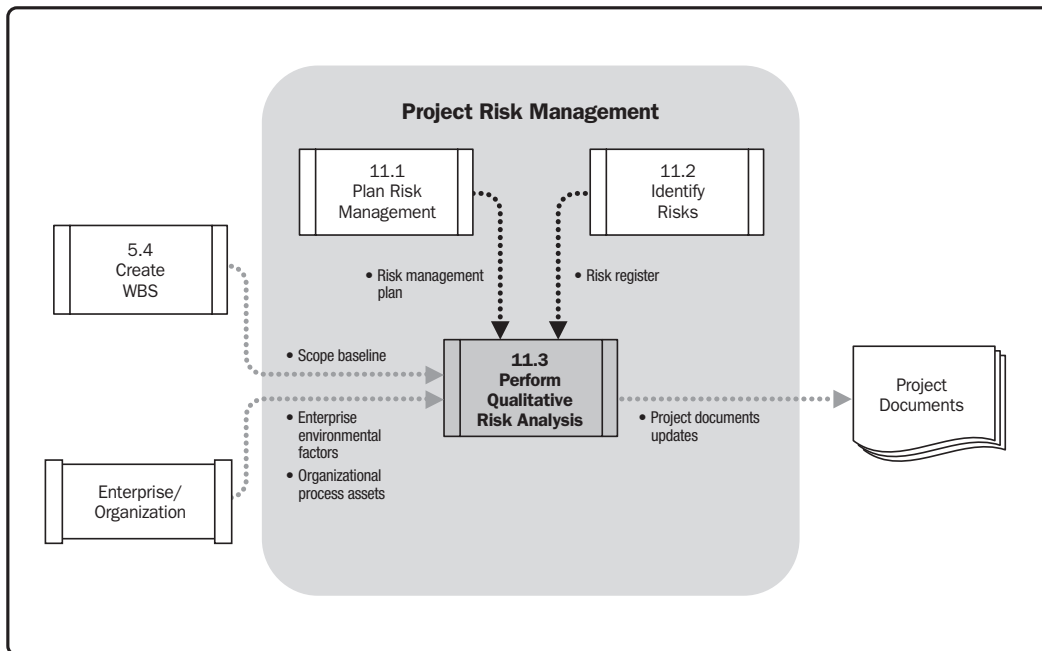 Project Risk Management
11.1
Plan Risk
Management
11.2
Identify
Risks
5.4
Create
WBS
• Risk management
plan
• Risk register
• Scope baseline
11.3
Perform
Qualitative
Risk Analysis
Project
Documents
• Enterprise
environmental
factors
• Organizational
process assets
• Project documents
updates
Enterprise/
Organization